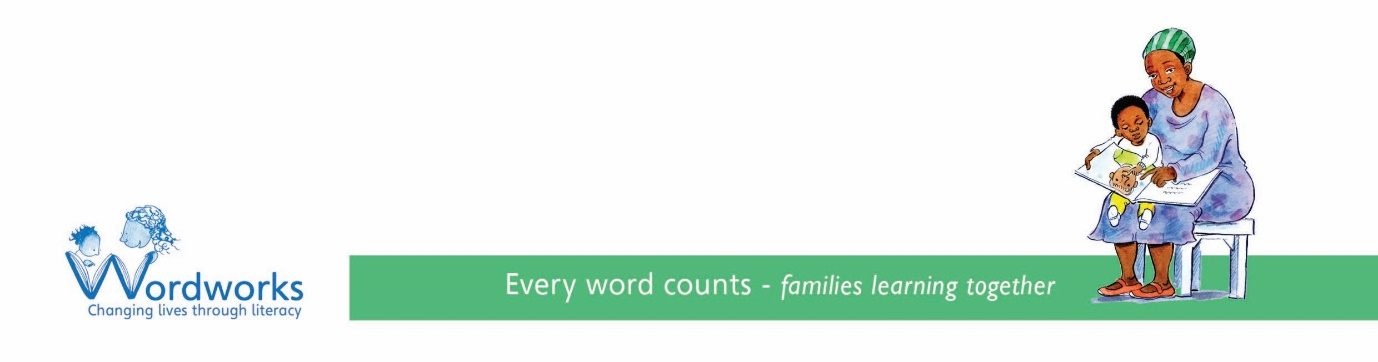 Wordworks
Changing lives through literacy
Every word counts - families learning together